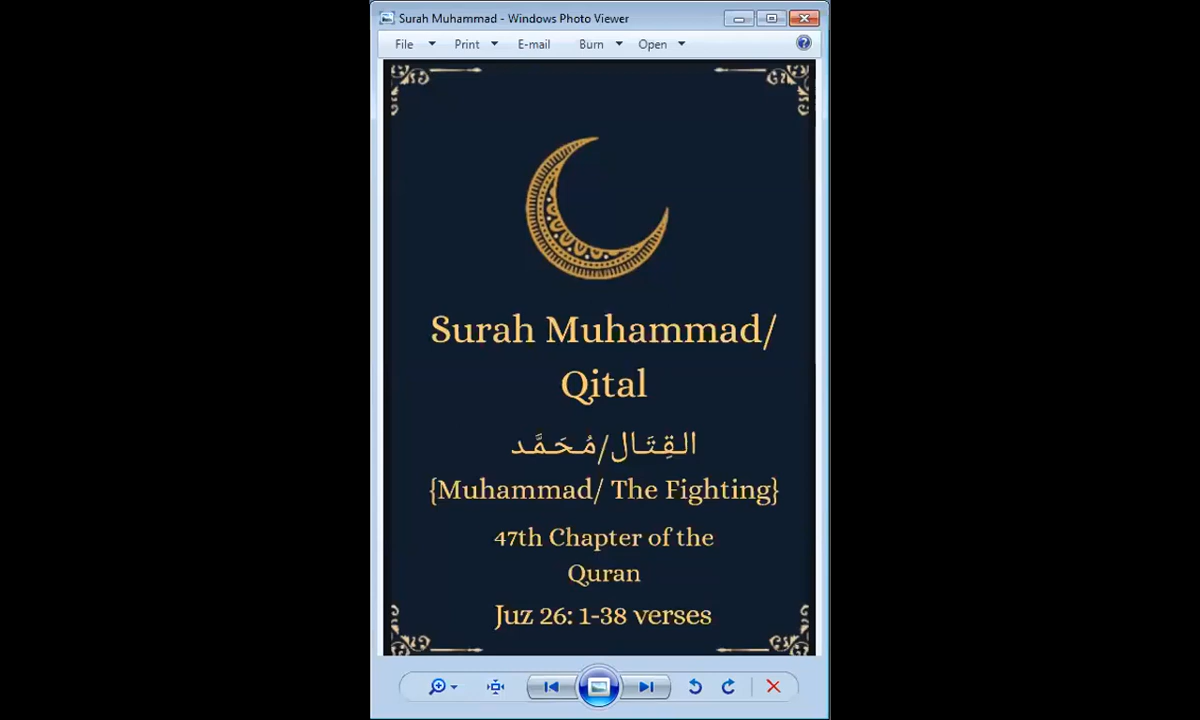 Surah Muhammad - Windows Photo Viewer
File Print E-mail Burn Open
Surah Muhammad/
Qital
القِتَال/مُحَمَّد
{Muhammad/ The Fighting}
47th Chapter of the
Quran
Juz 26: 1-38 verses